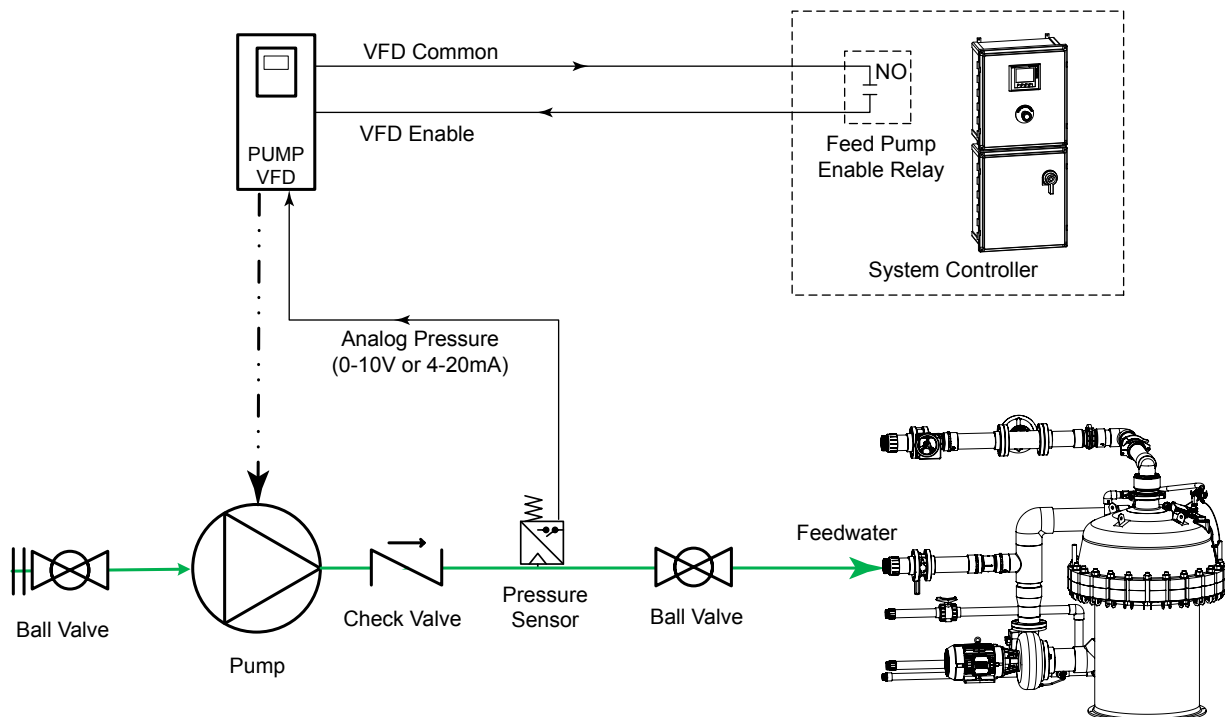 VFD Common
NO
VFD Enable
PUMP
VFD
Feed Pump
Enable Relay
System Controller
Analog Pressure
(0-10V or 4-20mA)
Feedwater
Ball Valve
Pump
Check Valve
Pressure
Sensor
Ball Valve